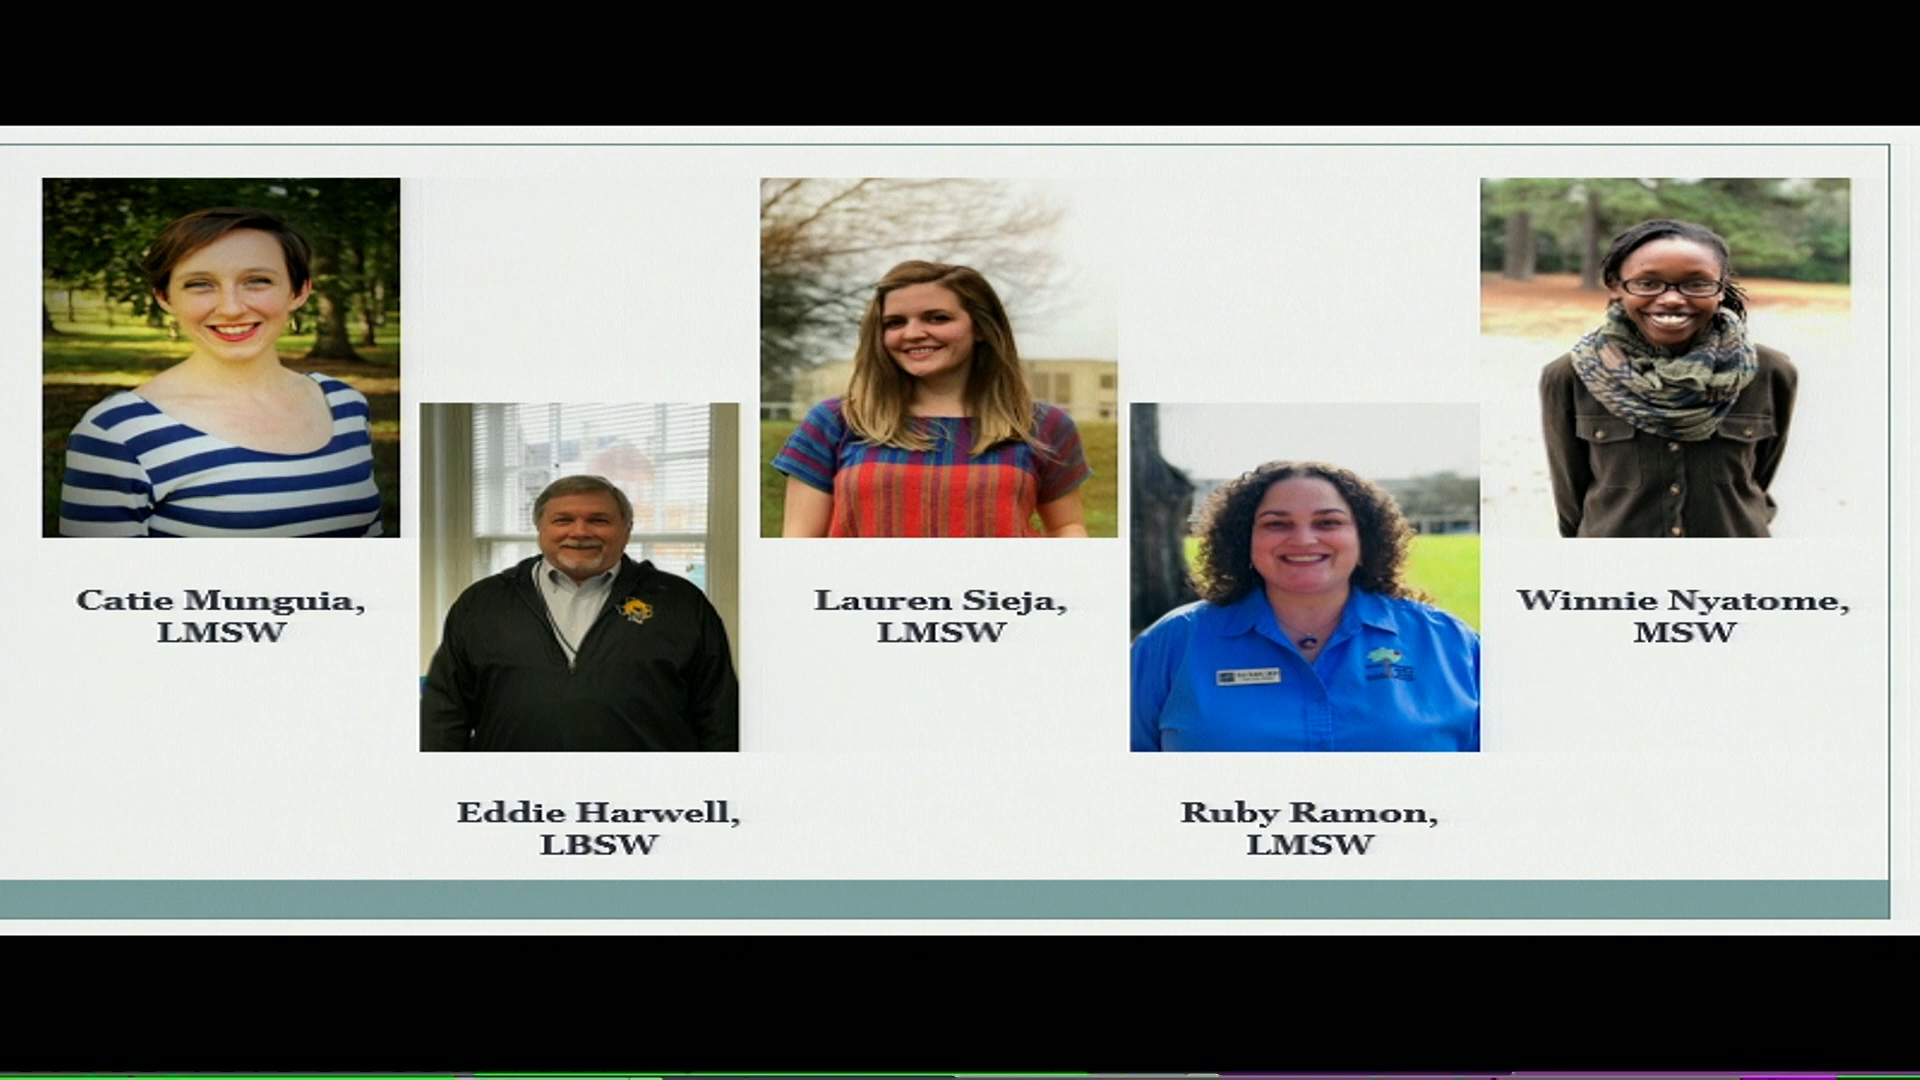 Catie Munguia,
LMSW
Eddie Harwell,
LBSW
Lauren Sieja,
LMSW
Ruby Ramon,
LMSW
Winnie Nyatome,
MSW